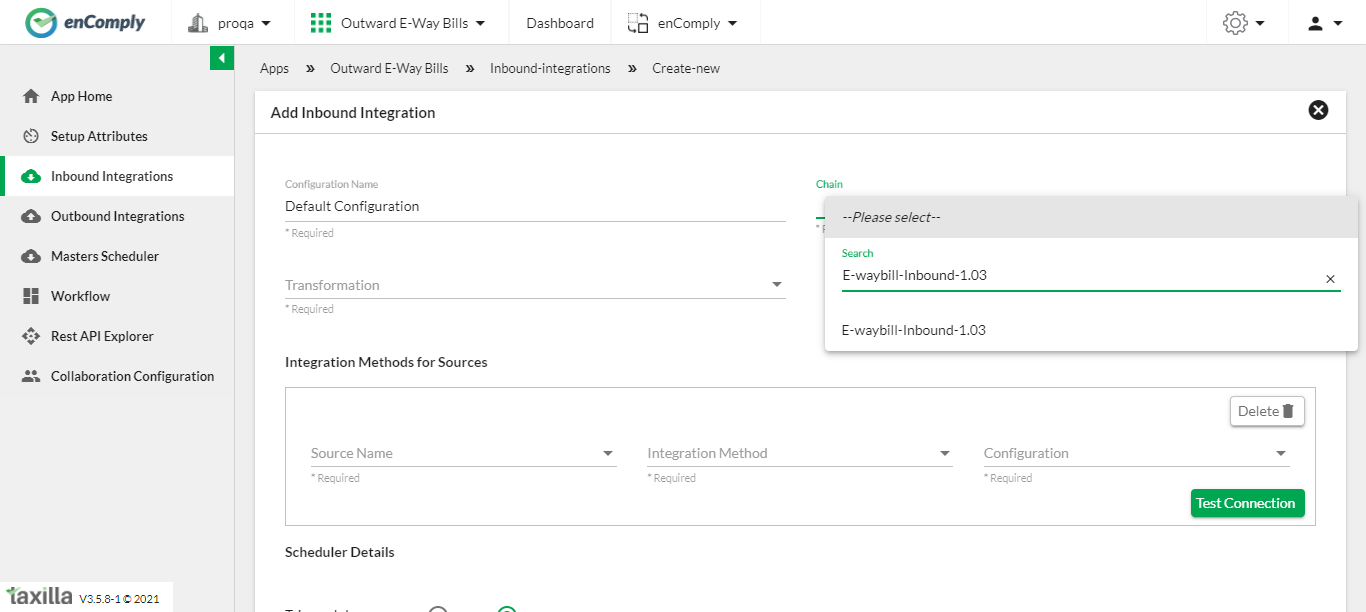 enComply
proqa
Outward E-Way Bills
Dashboard
enComply
Apps » Outward E-Way Bills » Inbound-integrations » Create-new
App Home
Setup Attributes
Inbound Integrations
Outbound Integrations
Masters Scheduler
Workflow
Rest API Explorer
Collaboration Configuration
taxilla V3.5.8-1 © 2021
Add Inbound Integration
Configuration Name
Default Configuration
* Required
Chain
--Please select--
Search
E-waybill-Inbound-1.03
E-waybill-Inbound-1.03
Transformation
* Required
Integration Methods for Sources
Delete
Source Name
* Required
Integration Method
* Required
Configuration
* Required
Test Connection
Scheduler Details